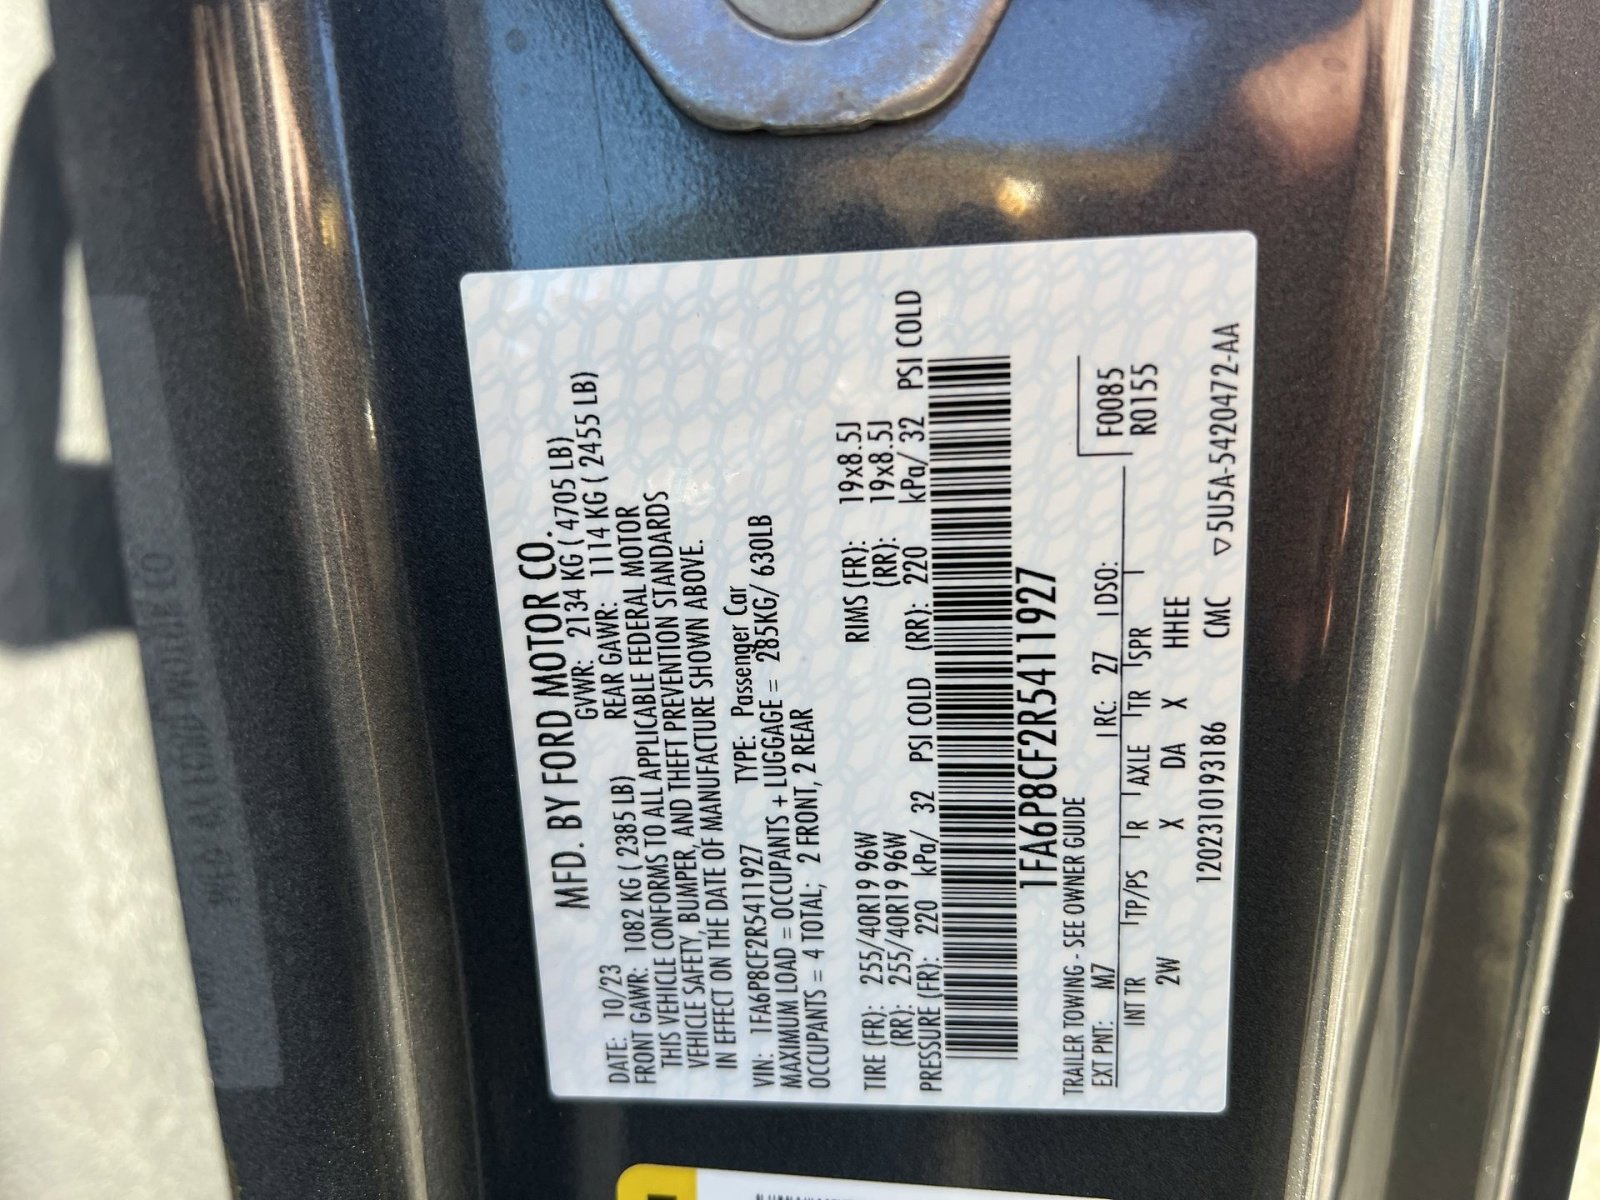 MFD. BY FORD MOTOR CO.
DATE: 10/23 GVWR: 2134 KG ( 4705 LB)
FRONT GAWR: 1082 KG ( 2385 LB) REAR GAWR: 1114 KG ( 2455 LB)
THIS VEHICLE CONFORMS TO ALL APPLICABLE FEDERAL MOTOR
VEHICLE SAFETY, BUMPER, AND THEFT PREVENTION STANDARDS
IN EFFECT ON THE DATE OF MANUFACTURE SHOWN ABOVE.
VIN: 1FA6P8CF2R5411927 TYPE: Passenger Car
MAXIMUM LOAD = OCCUPANTS + LUGGAGE = 285KG/ 630LB
OCCUPANTS = 4 TOTAL; 2 FRONT, 2 REAR
TIRE (FR): 255/40R19 96W RIMS (FR): 19x8.5J
(RR): 255/40R19 96W (RR): 19x8.5J
PRESSURE (FR): 220 kPa/ 32 PSI COLD (RR): 220 kPa/ 32 PSI COLD
1FA6P8CF2R5411927
TRAILER TOWING - SEE OWNER GUIDE
EXT PNT: M7 RC: 27 DSO:
F0085
R0155
INT TR TP/PS R AXLE TR SPR
2W X DA X HHEE
1202310193186 CMC ▽5U5A-5420472-AA